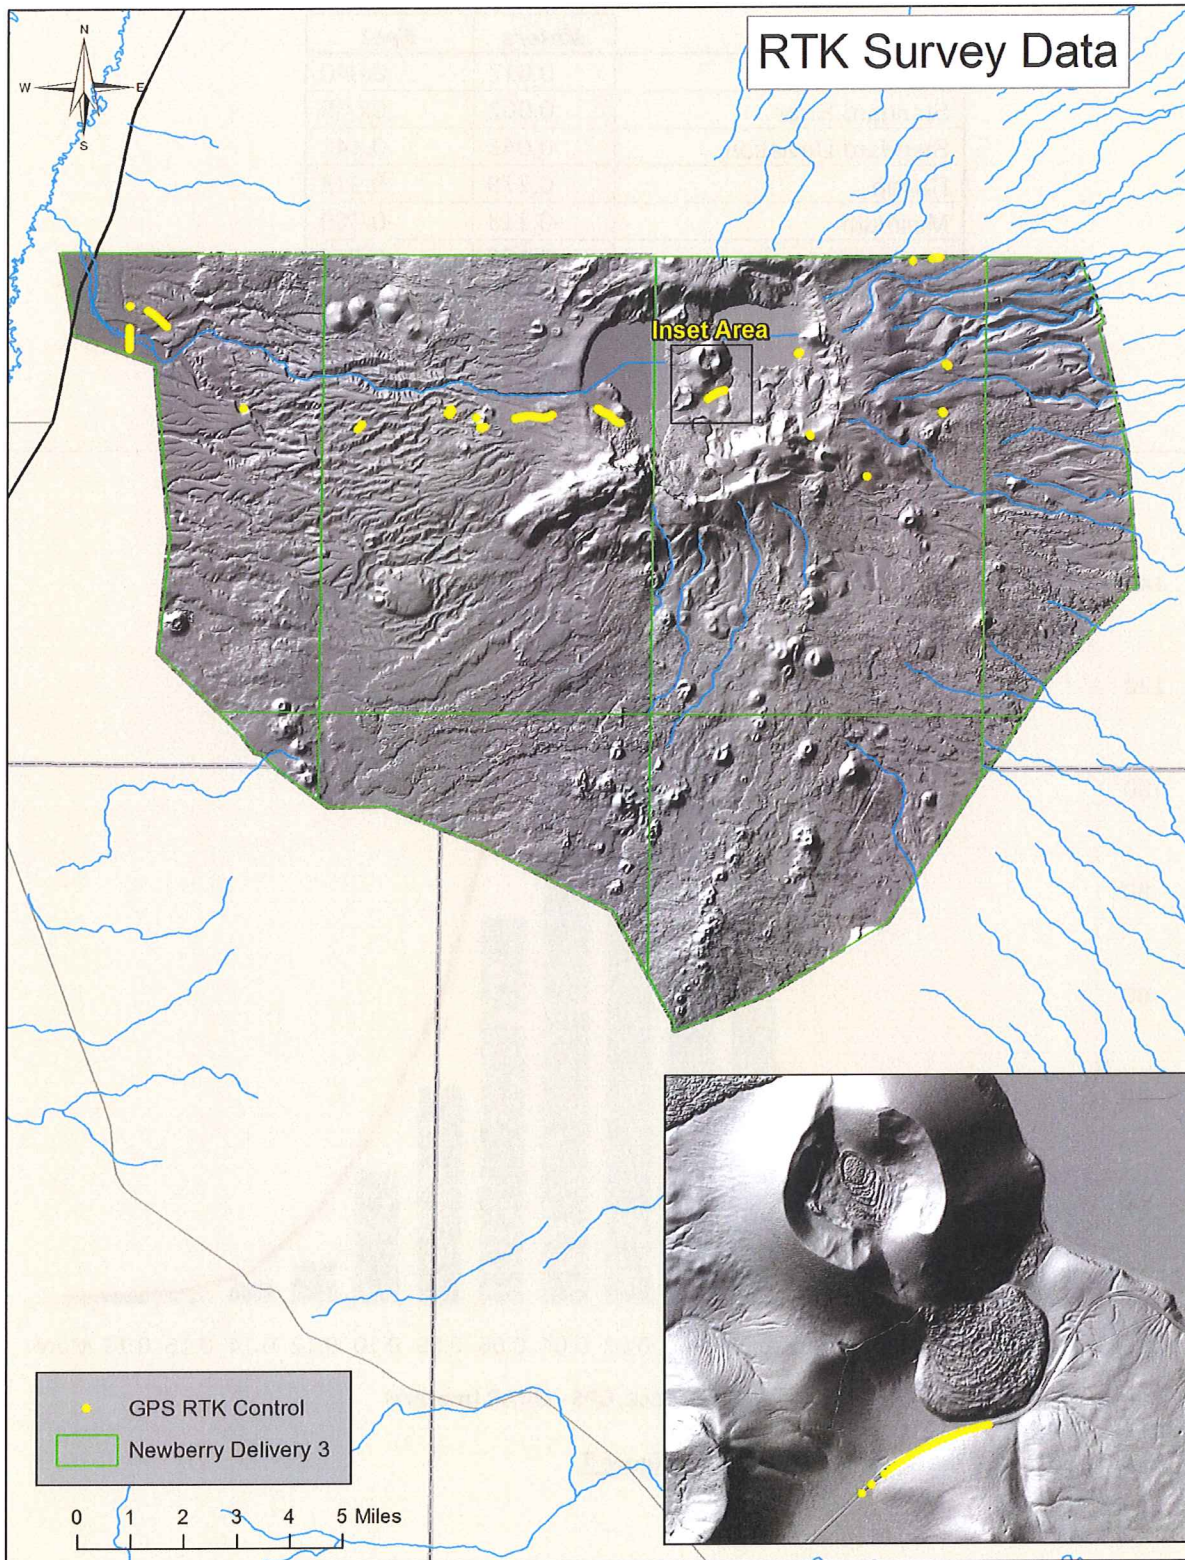 RTK Survey Data
N
W E
S
Inset Area
GPS RTK Control
Newberry Delivery 3
0 1 2 3 4 5 Miles